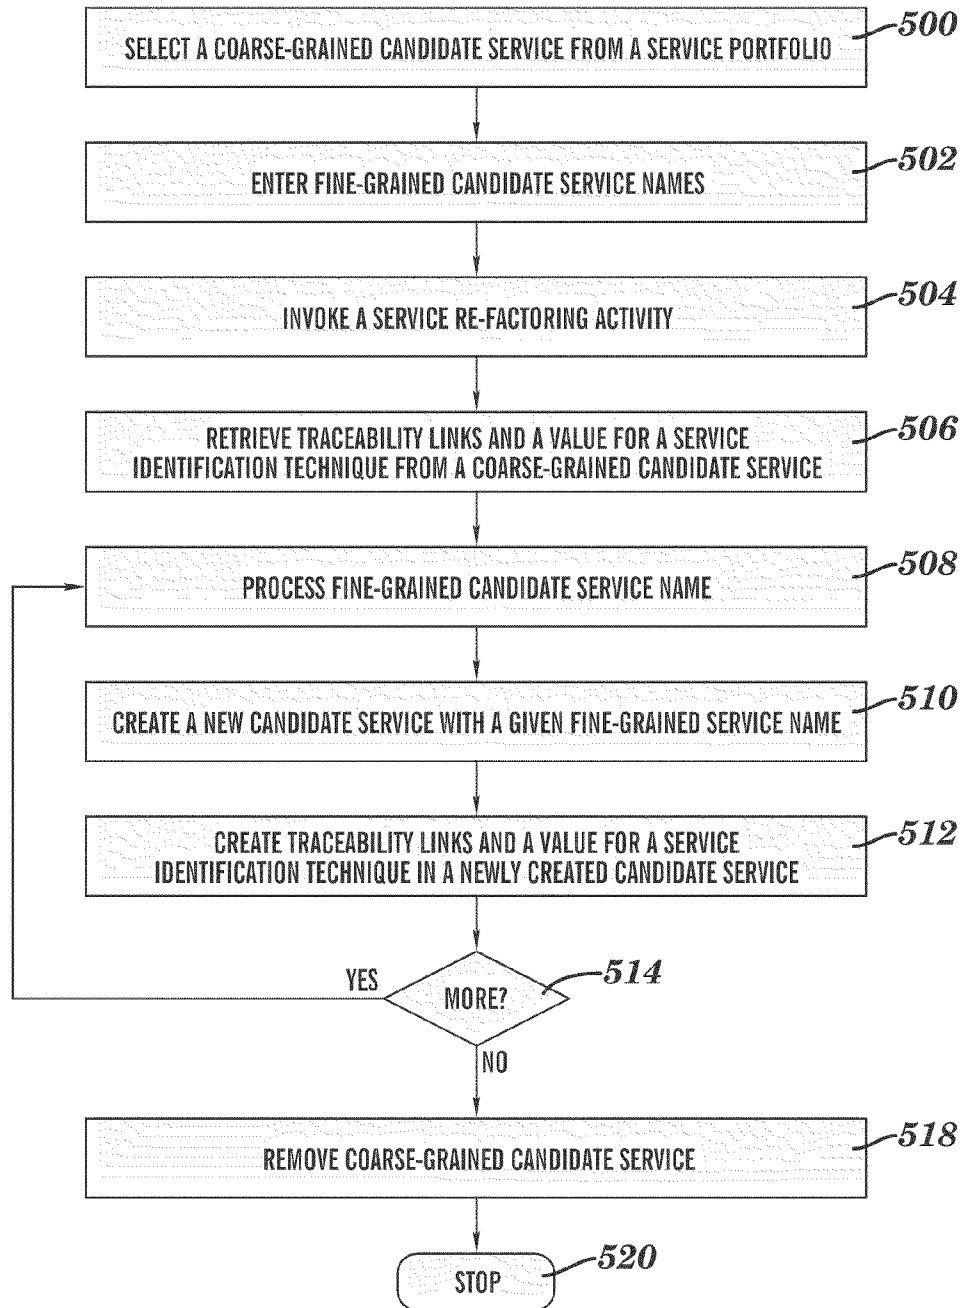 500
SELECT A COARSE-GRAINED CANDIDATE SERVICE FROM A SERVICE PORTFOLIO
502
ENTER FINE-GRAINED CANDIDATE SERVICE NAMES
504
INVOKE A SERVICE RE-FACTORING ACTIVITY
506
RETRIEVE TRACEABILITY LINKS AND A VALUE FOR A SERVICE
IDENTIFICATION TECHNIQUE FROM A COARSE-GRAINED CANDIDATE SERVICE
508
PROCESS FINE-GRAINED CANDIDATE SERVICE NAME
510
CREATE A NEW CANDIDATE SERVICE WITH A GIVEN FINE-GRAINED SERVICE NAME
512
CREATE TRACEABILITY LINKS AND A VALUE FOR A SERVICE
IDENTIFICATION TECHNIQUE IN A NEWLY CREATED CANDIDATE SERVICE
514
YES
MORE?
NO
518
REMOVE COARSE-GRAINED CANDIDATE SERVICE
520
STOP